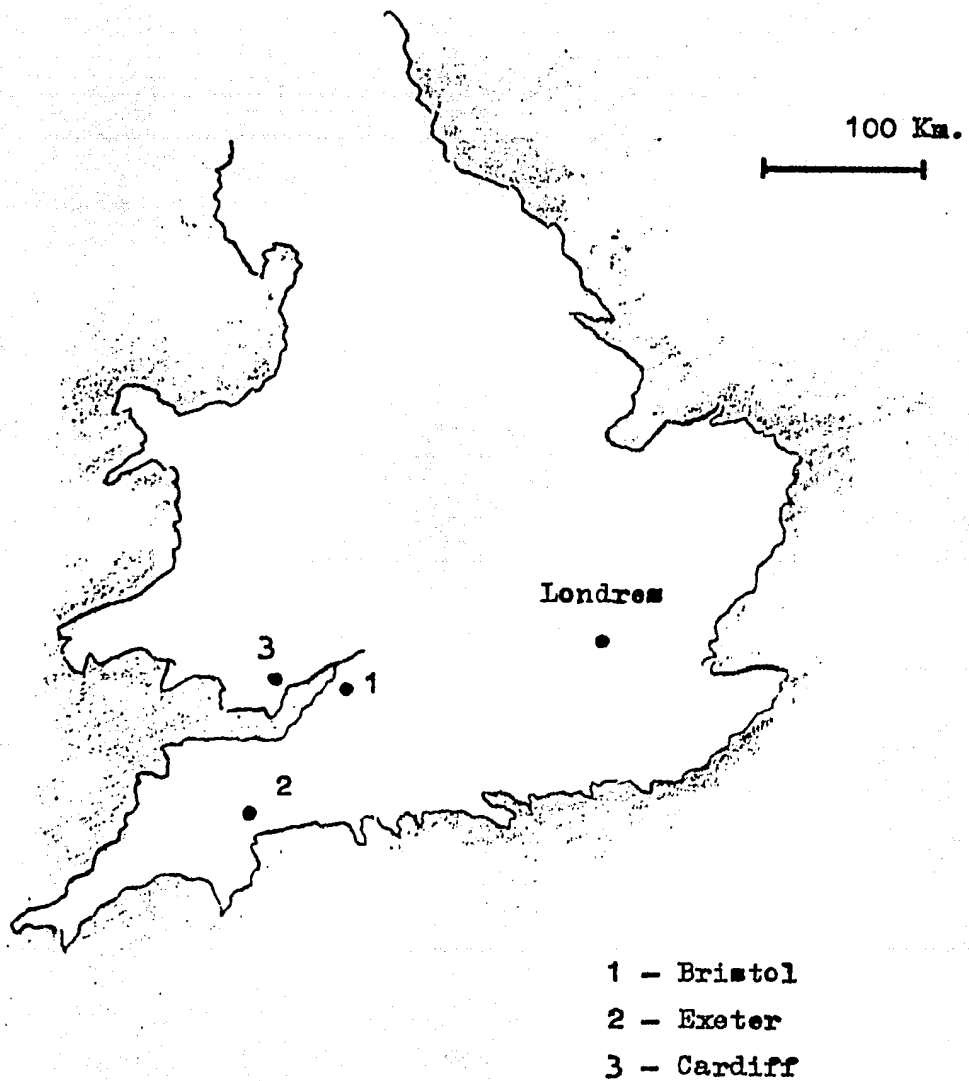 100 Km.
Londres
3
1
2
1 - Bristol
2 - Exeter
3 - Cardiff